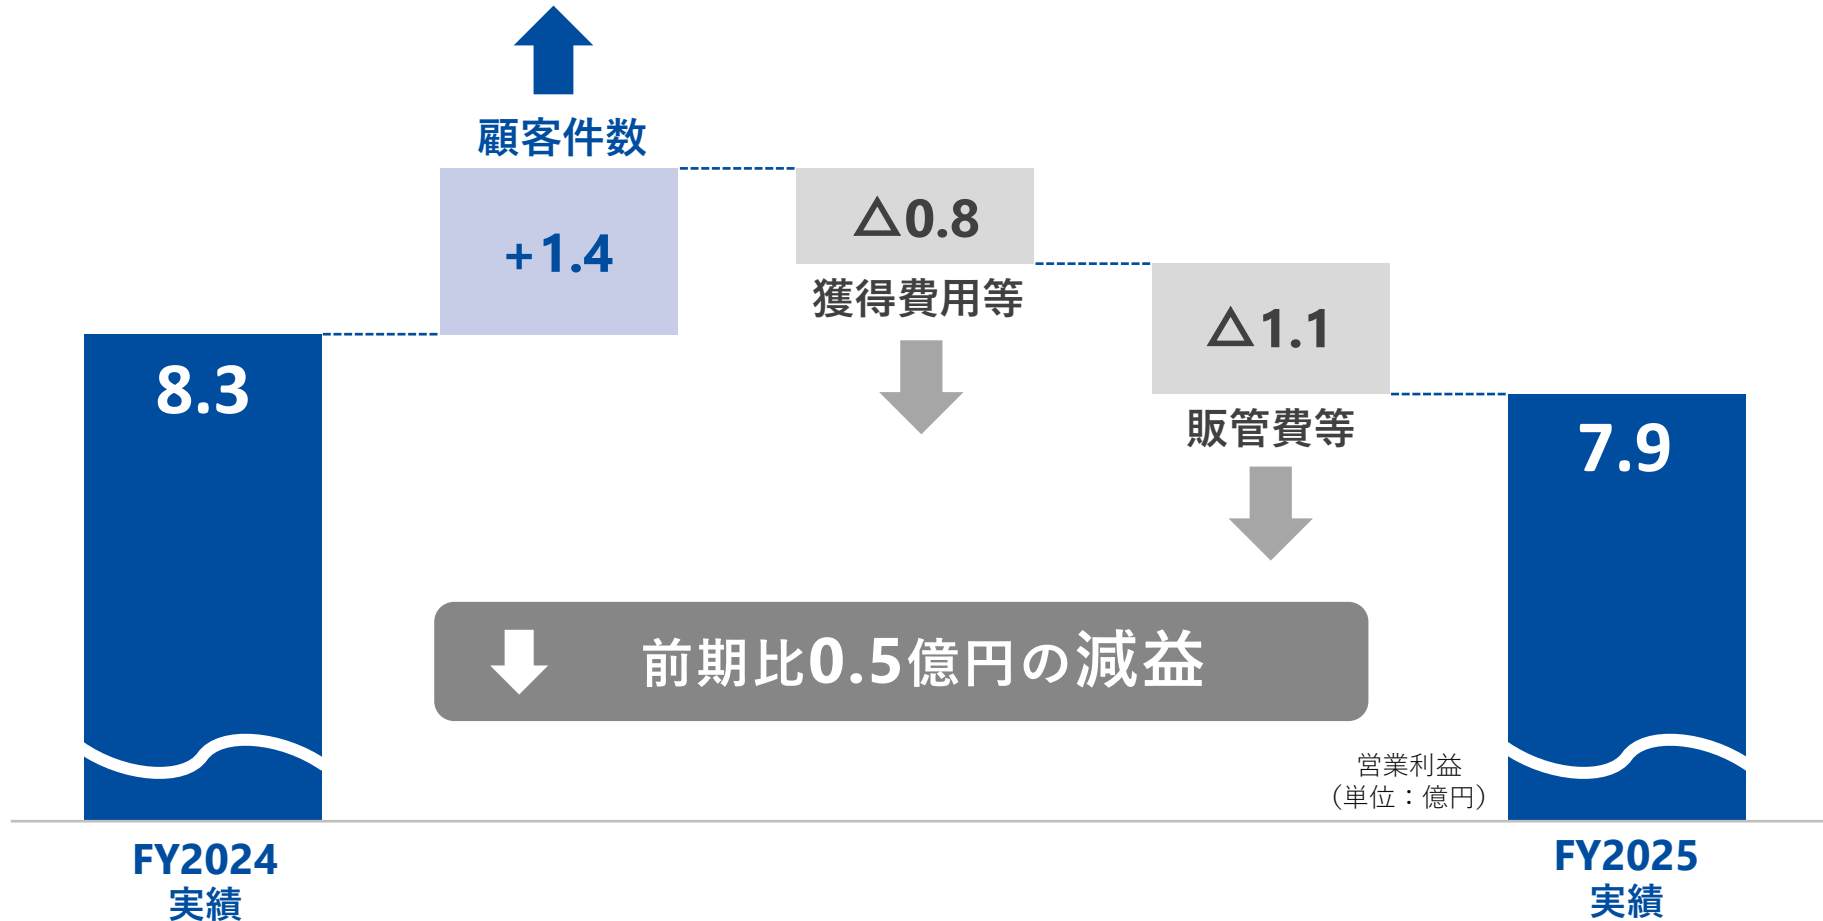 顧客件数
+1.4
△0.8
獲得費用等
△1.1
販管費等
8.3
7.9
前期比0.5億円の減益
営業利益
（単位：億円）
FY2024
実績
FY2025
実績